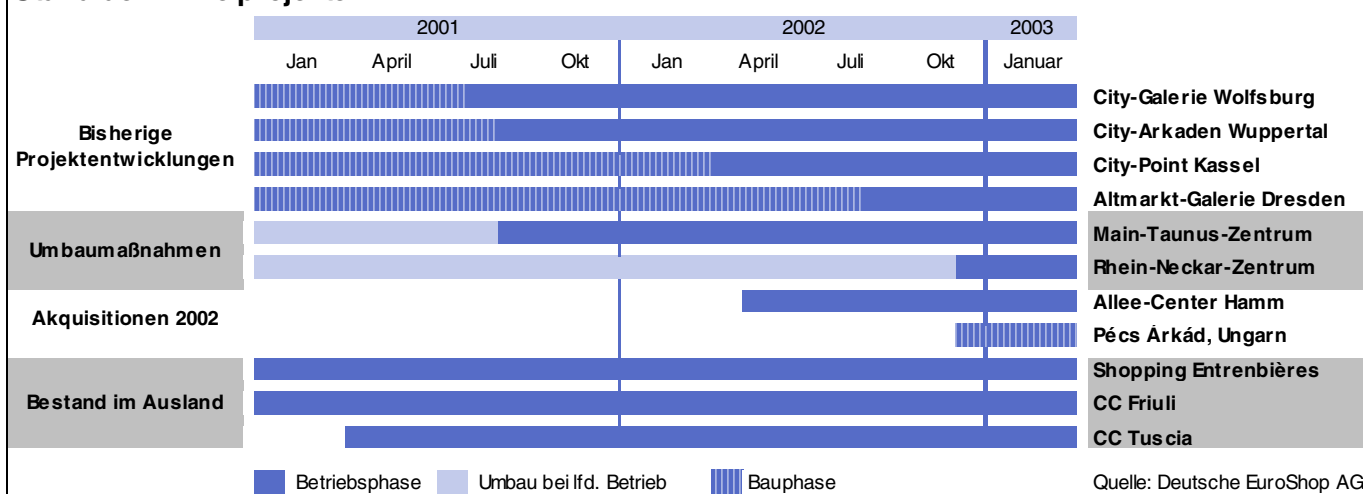 2001 2002 2003
Jan April Juli Okt Jan April Juli Okt Januar
City-Galerie Wolfsburg
Bisherige
Projektentwicklungen
City-Arkaden Wuppertal
City-Point Kassel
Altmarkt-Galerie Dresden
Umbaumaßnahmen
Main-Taunus-Zentrum
Rhein-Neckar-Zentrum
Akquisitionen 2002
Allee-Center Hamm
Pécs Árkád, Ungarn
Bestand im Ausland
Shopping Entrenbières
CC Friuli
CC Tuscia
Betriebsphase Umbau bei lfd. Betrieb Bauphase Quelle: Deutsche EuroShop AG